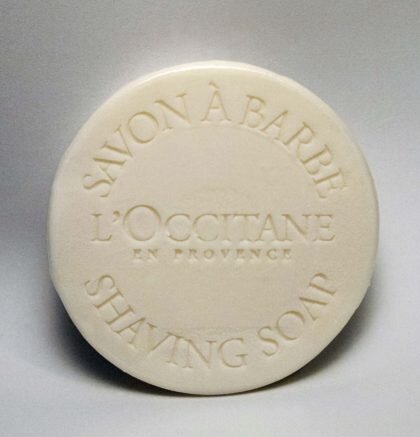 SAVON À BARBE
L'OCCITANE
EN PROVENCE
SHAVING SOAP